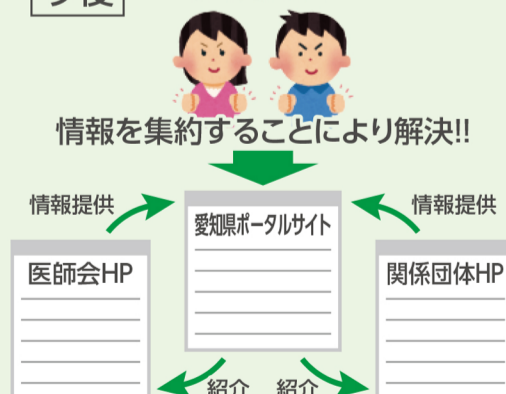 今後
情報を集約することにより解決!!
情報提供
情報提供
愛知県ポータルサイト
医師会HP
関係団体HP
紹介
紹介